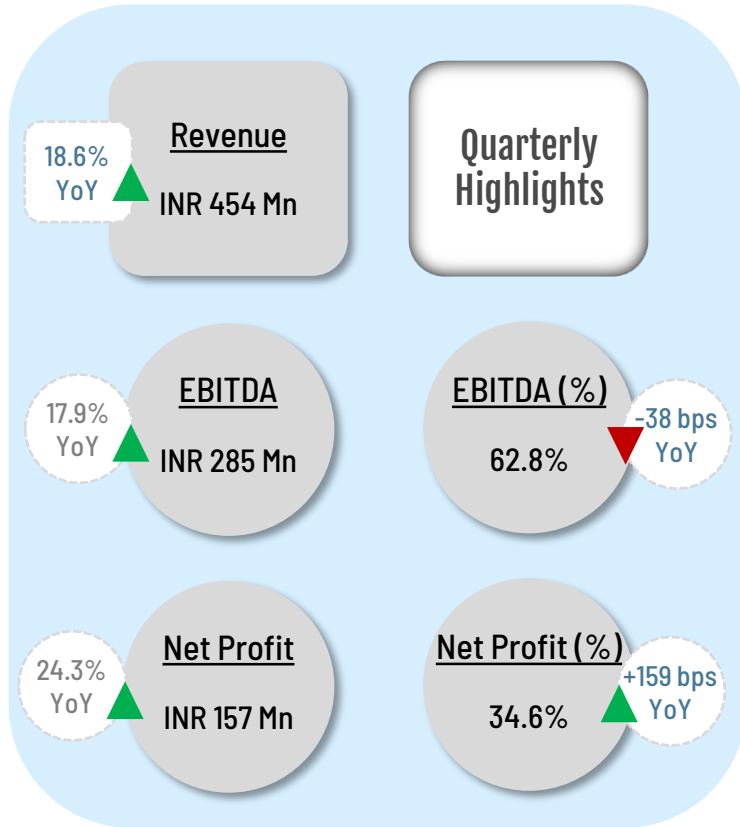 Revenue
INR 454 Mn
18.6%
YoY
Quarterly
Highlights
EBITDA
INR 285 Mn
17.9%
YoY
EBITDA (%)
62.8%
-38 bps
YoY
Net Profit
INR 157 Mn
24.3%
YoY
Net Profit (%)
34.6%
+159 bps
YoY